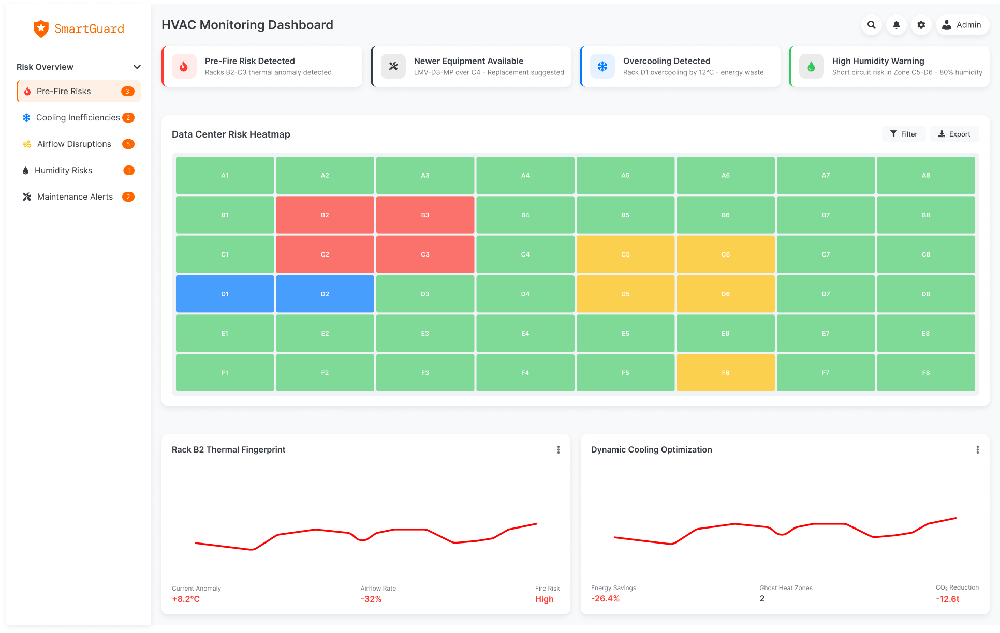 SmartGuard
Risk Overview
Pre-Fire Risks 3
Cooling Inefficiencies 2
Airflow Disruptions 5
Humidity Risks 1
Maintenance Alerts 2
HVAC Monitoring Dashboard
Admin
Pre-Fire Risk Detected
Racks B2-C3 thermal anomaly detected
Newer Equipment Available
LMV-D3-MP over C4 - Replacement suggested
Overcooling Detected
Rack D1 overcooling by 12°C - energy waste
High Humidity Warning
Short circuit risk in Zone C5-D6 - 80% humidity
Data Center Risk Heatmap
Filter
Export
A1 A2 A3 A4 A5 A6 A7 A8
B1 B2 B3 B4 B5 B6 B7 B8
C1 C2 C3 C4 C5 C6 C7 C8
D1 D2 D3 D4 D5 D6 D7 D8
E1 E2 E3 E4 E5 E6 E7 E8
F1 F2 F3 F4 F5 F6 F7 F8
Rack B2 Thermal Fingerprint
Current Anomaly
+8.2°C
Airflow Rate
-32%
Fire Risk
High
Dynamic Cooling Optimization
Energy Savings
-26.4%
Ghost Heat Zones
2
CO₂ Reduction
-12.6t